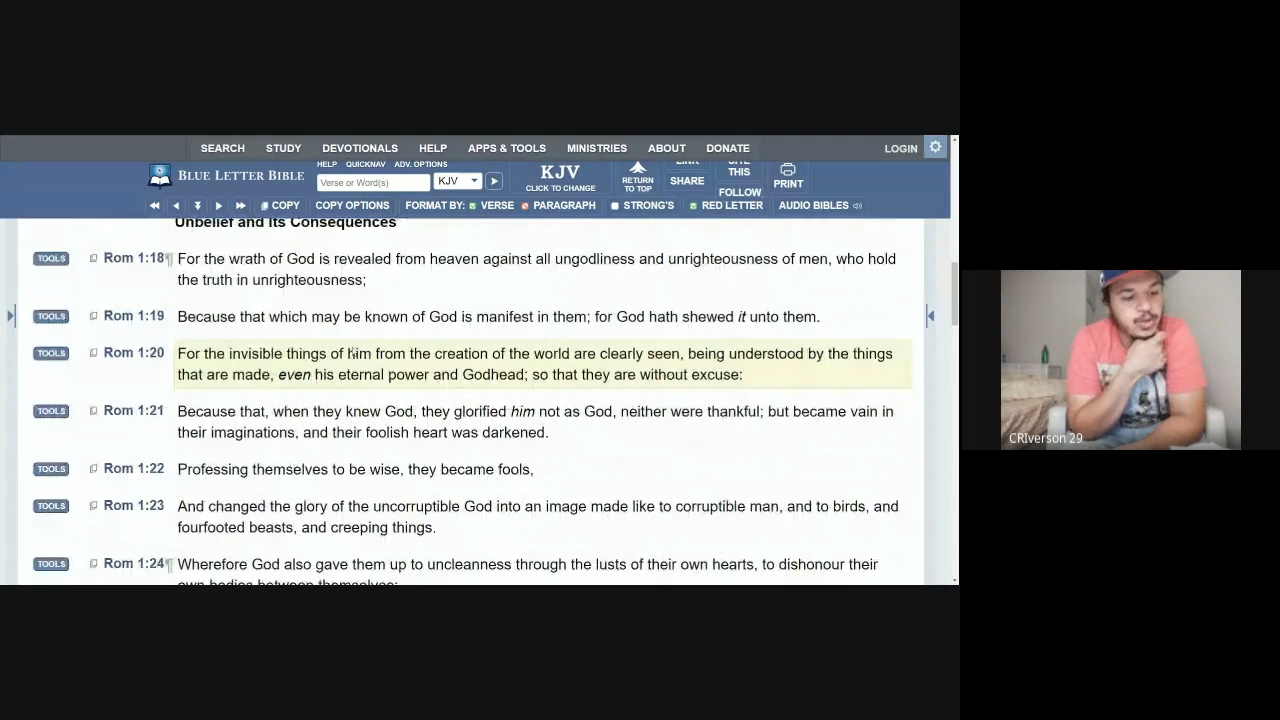 SEARCH STUDY DEVOTIONALS HELP APPS & TOOLS MINISTRIES ABOUT DONATE LOGIN
HELP QUICKNAV ADV. OPTIONS
BLUE LETTER BIBLE
Verse or Word(s) KJV
KJV
CLICK TO CHANGE
RETURN
TO TOP
LINK
SHARE
CITE
THIS
FOLLOW
PRINT
COPY COPY OPTIONS FORMAT BY: VERSE PARAGRAPH STRONG'S RED LETTER AUDIO BIBLES
Unbelief and Its Consequences
TOOLS Rom 1:18 ¶ For the wrath of God is revealed from heaven against all ungodliness and unrighteousness of men, who hold
the truth in unrighteousness;
TOOLS Rom 1:19 Because that which may be known of God is manifest in them; for God hath shewed it unto them.
TOOLS Rom 1:20 For the invisible things of him from the creation of the world are clearly seen, being understood by the things
that are made, even his eternal power and Godhead; so that they are without excuse:
TOOLS Rom 1:21 Because that, when they knew God, they glorified him not as God, neither were thankful; but became vain in
their imaginations, and their foolish heart was darkened.
TOOLS Rom 1:22 Professing themselves to be wise, they became fools,
TOOLS Rom 1:23 And changed the glory of the uncorruptible God into an image made like to corruptible man, and to birds, and
fourfooted beasts, and creeping things.
TOOLS Rom 1:24 ¶ Wherefore God also gave them up to uncleanness through the lusts of their own hearts, to dishonour their
own bodies between themselves:
CRIverson 29